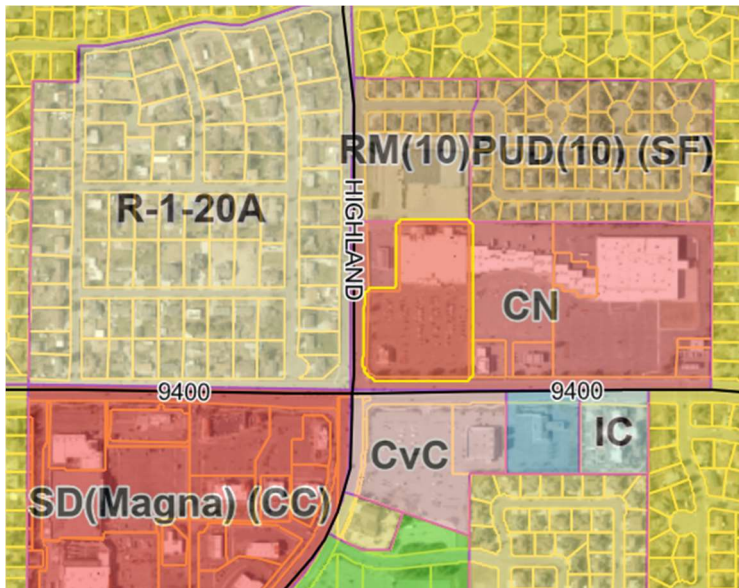 RM(10)PUD(10) (SF)
R-1-20A
HIGHLAND
CN
9400
9400
CvC
IC
SD(Magna) (CC)